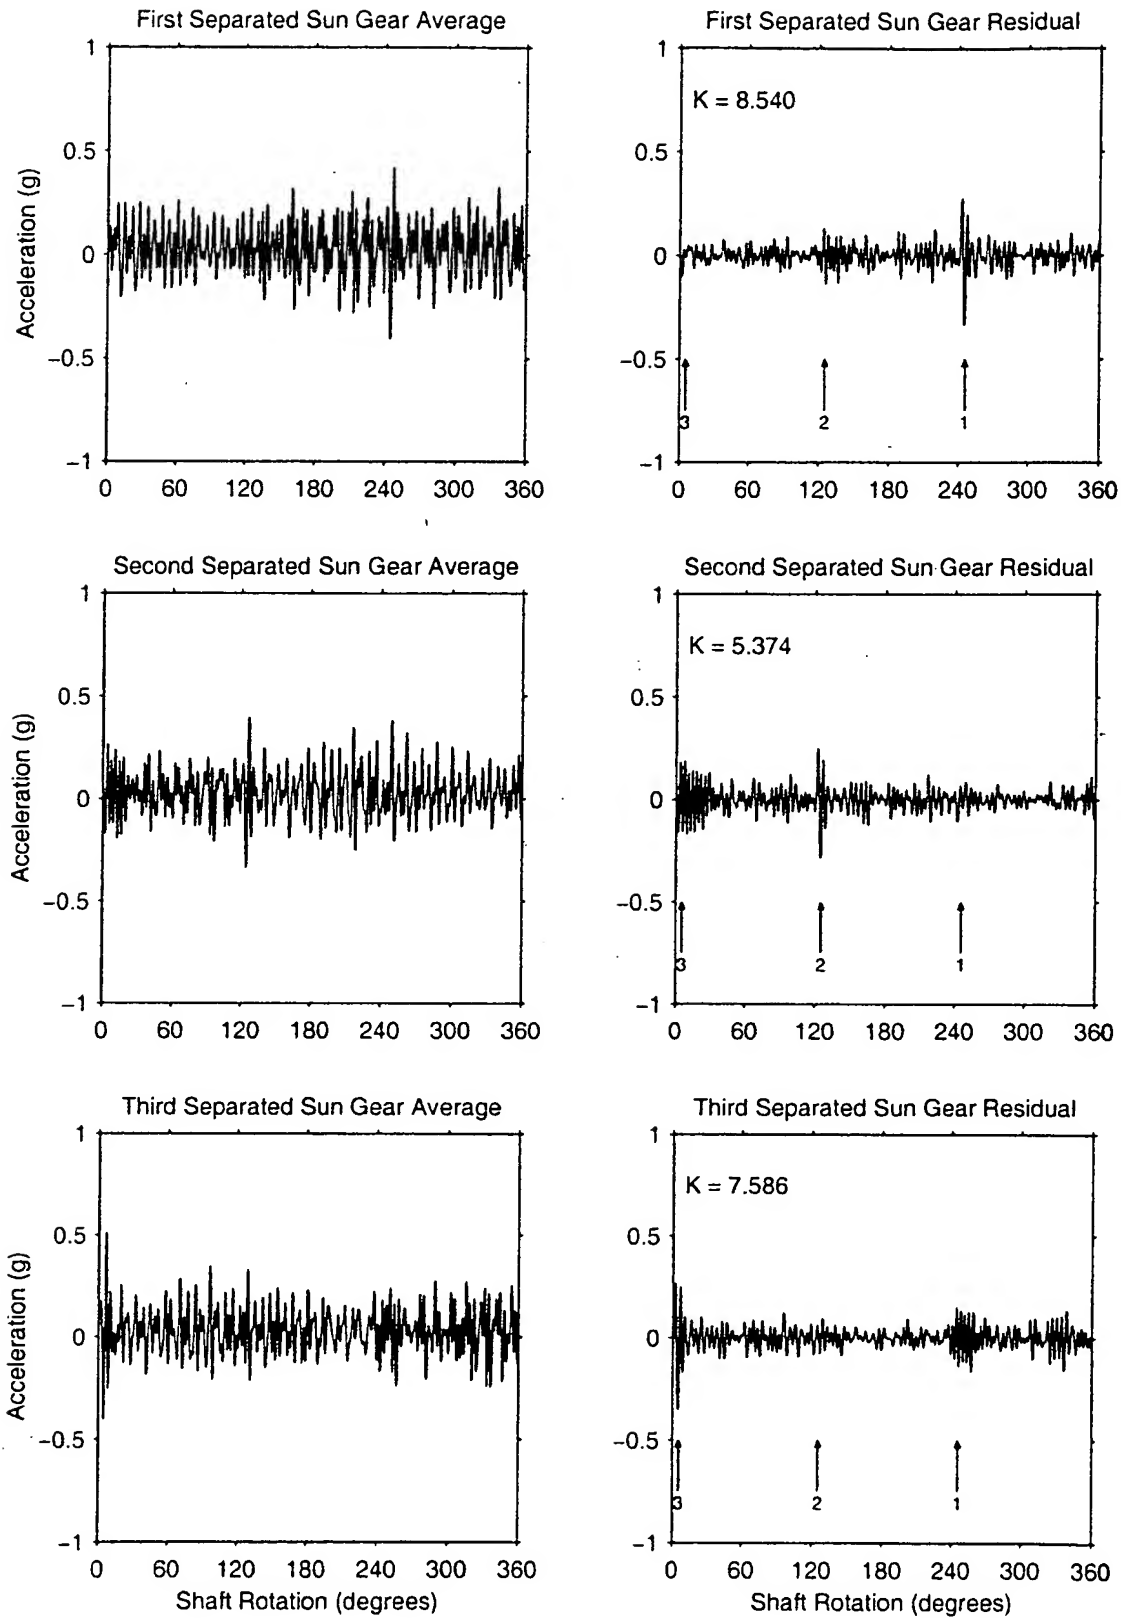 First Separated Sun Gear Average
1
0.5
0
−0.5
−1
Acceleration (g)
0 60 120 180 240 300 360
First Separated Sun Gear Residual
1
K = 8.540
0.5
0
−0.5
3 2 1
−1
0 60 120 180 240 300 360
Second Separated Sun Gear Average
1
0.5
0
−0.5
−1
Acceleration (g)
0 60 120 180 240 300 360
Second Separated Sun Gear Residual
1
K = 5.374
0.5
0
−0.5
3 2 1
−1
0 60 120 180 240 300 360
Third Separated Sun Gear Average
1
0.5
0
−0.5
−1
Acceleration (g)
0 60 120 180 240 300 360
Shaft Rotation (degrees)
Third Separated Sun Gear Residual
1
K = 7.586
0.5
0
−0.5
3 2 1
−1
0 60 120 180 240 300 360
Shaft Rotation (degrees)